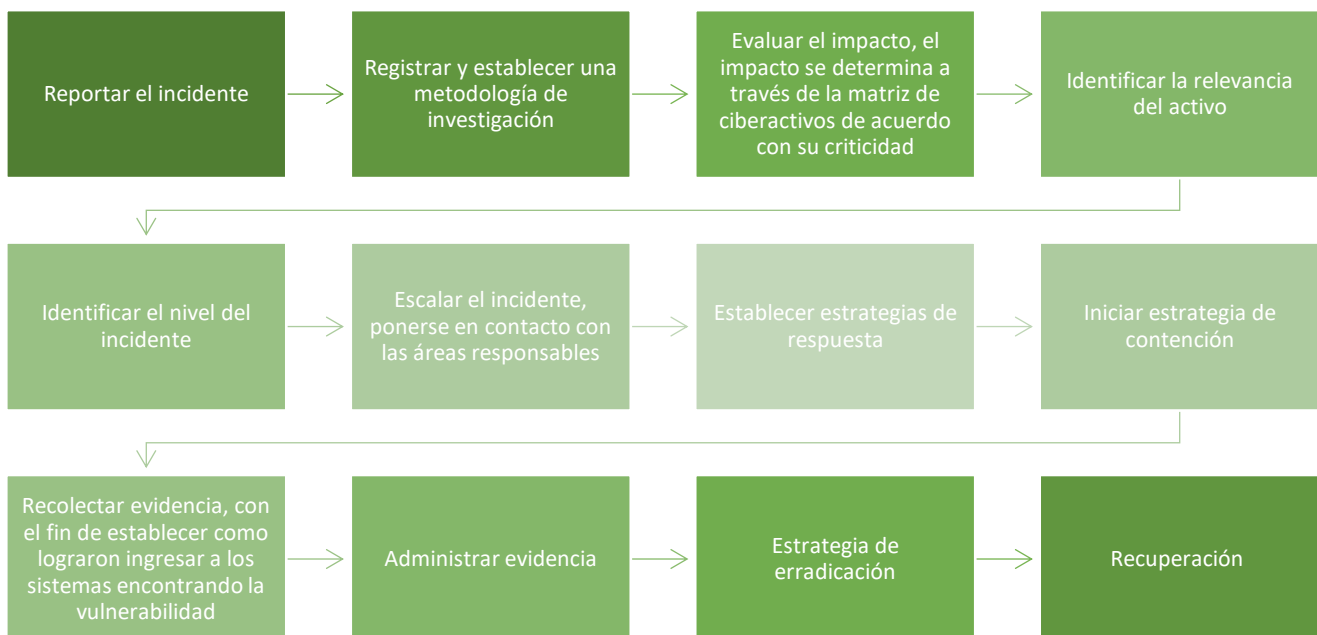 Reportar el incidente
Registrar y establecer una
metodología de
investigación
Evaluar el impacto, el
impacto se determina a
través de la matriz de
ciberactivos de acuerdo
con su criticidad
Identificar la relevancia
del activo
Identificar el nivel del
incidente
Escalar el incidente,
ponerse en contacto con
las áreas responsables
Establecer estrategias de
respuesta
Iniciar estrategia de
contención
Recolectar evidencia, con
el fin de establecer como
lograron ingresar a los
sistemas encontrando la
vulnerabilidad
Administrar evidencia
Estrategia de
erradicación
Recuperación